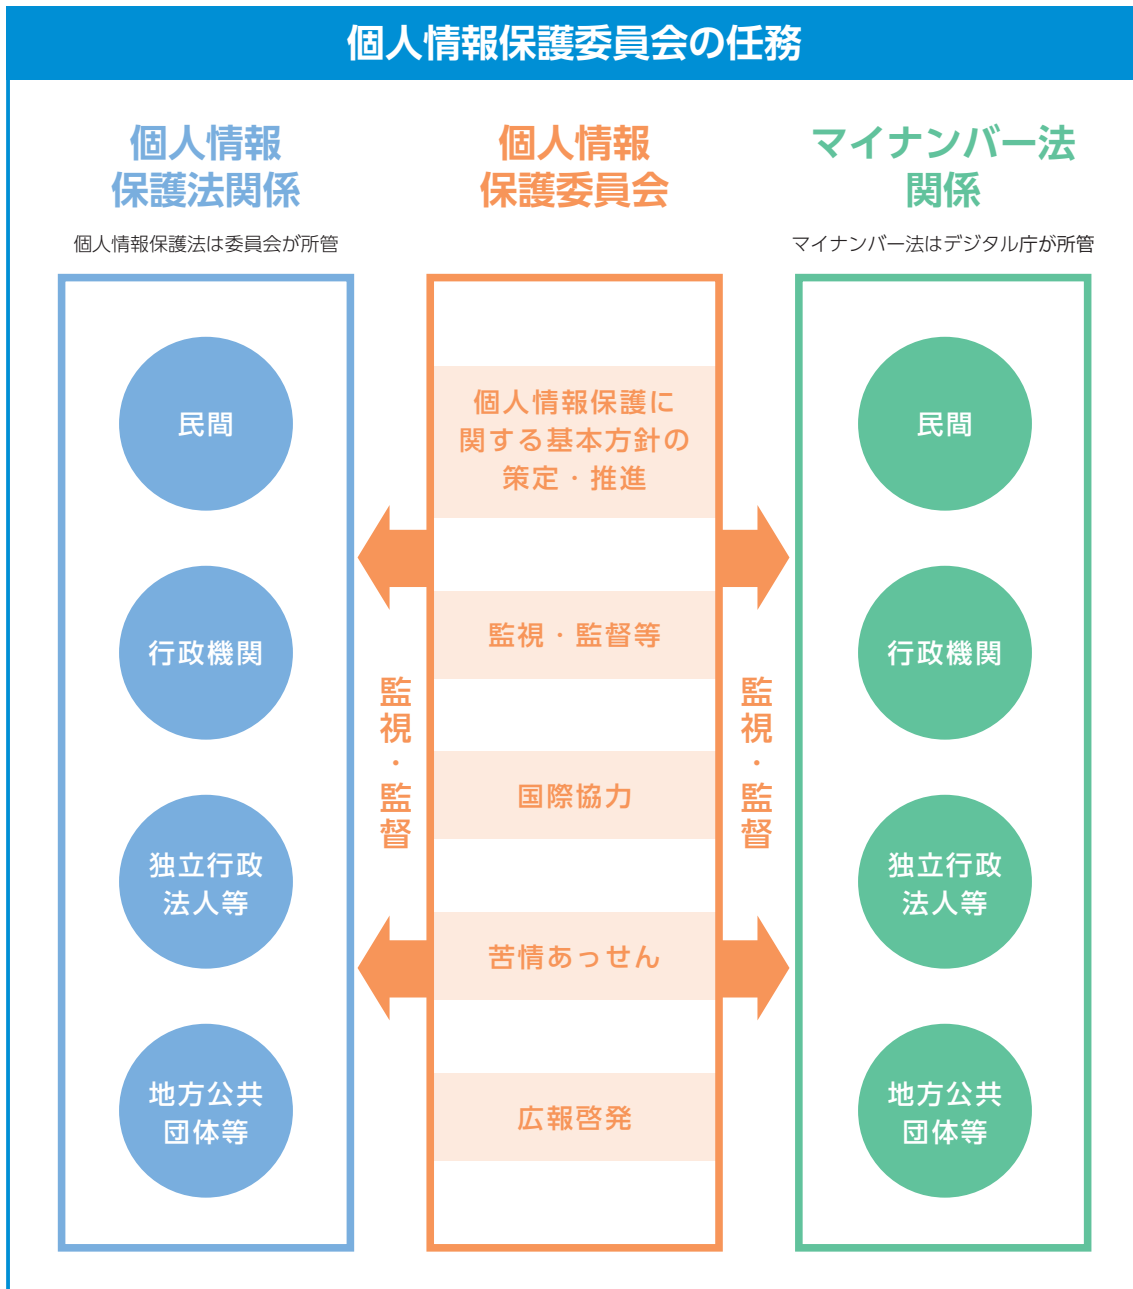 個人情報保護委員会の任務
個人情報
保護法関係
個人情報保護法は委員会が所管
民間
行政機関
独立行政
法人等
地方公共
団体等
監視・監督
個人情報
保護委員会
個人情報保護に
関する基本方針の
策定・推進
監視・監督等
国際協力
苦情あっせん
広報啓発
監視・監督
マイナンバー法
関係
マイナンバー法はデジタル庁が所管
民間
行政機関
独立行政
法人等
地方公共
団体等